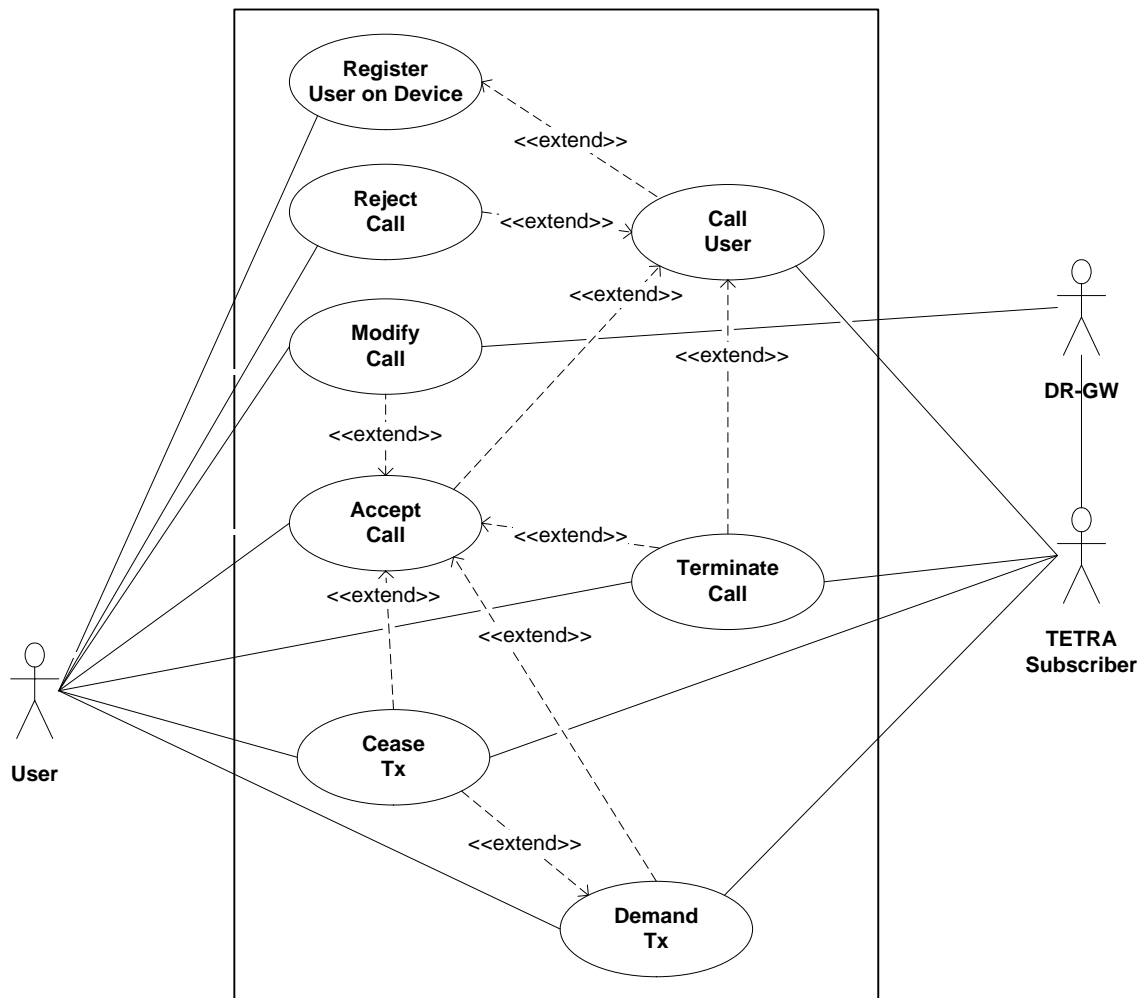 Register
User on Device
<<extend>>
Reject
Call
<<extend>>
Call
User
<<extend>>
Modify
Call
<<extend>>
DR-GW
<<extend>>
Accept
Call
<<extend>>
Terminate
Call
<<extend>>
<<extend>>
TETRA
Subscriber
Cease
Tx
User
<<extend>>
Demand
Tx